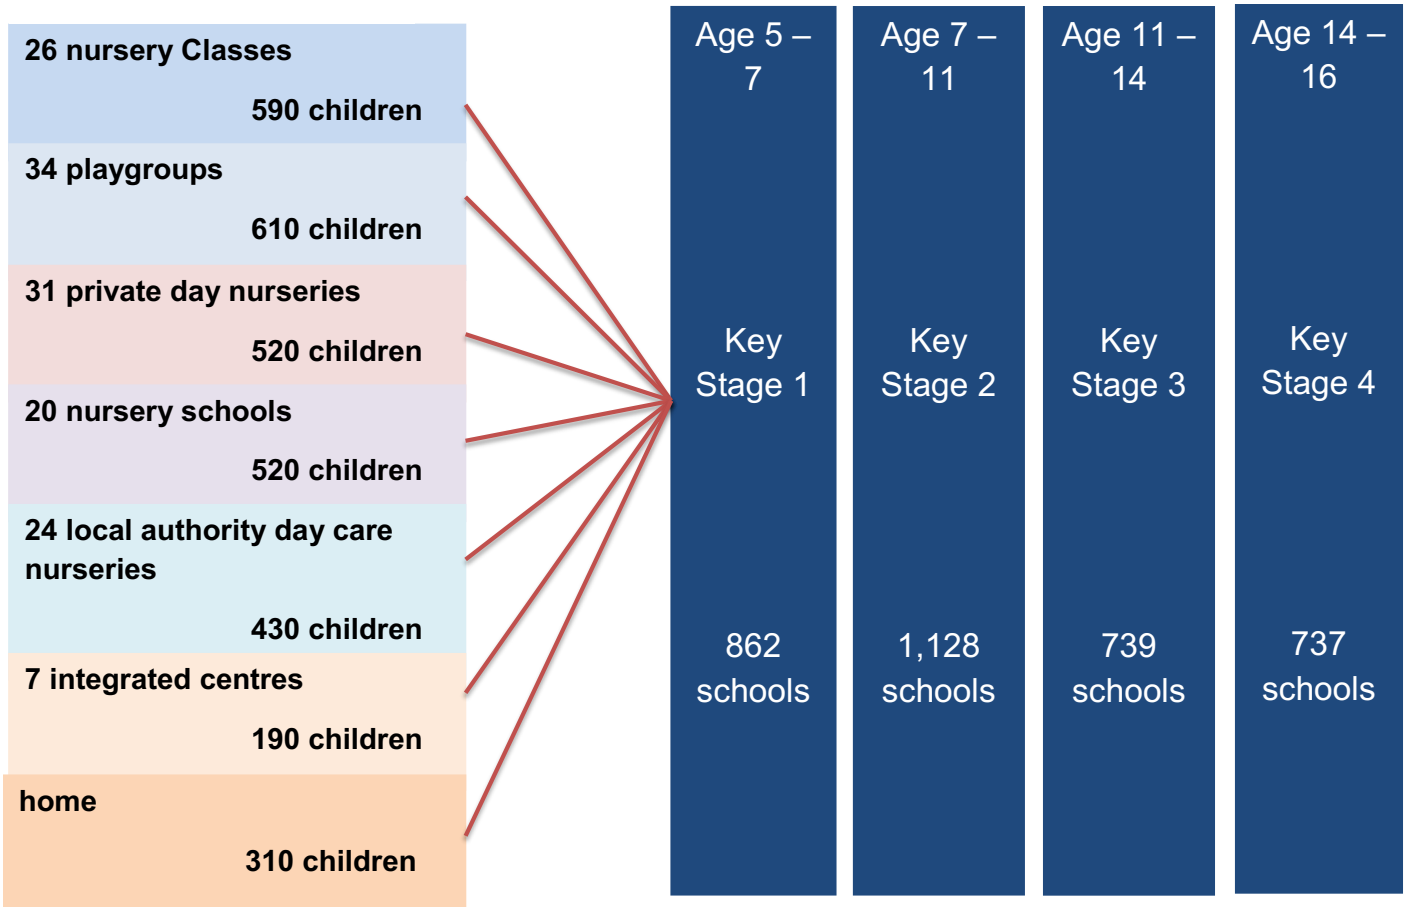 26 nursery Classes
590 children
34 playgroups
610 children
31 private day nurseries
520 children
20 nursery schools
520 children
24 local authority day care
nurseries
430 children
7 integrated centres
190 children
home
310 children
Age 5 –
7
Key
Stage 1
862
schools
Age 7 –
11
Key
Stage 2
1,128
schools
Age 11 –
14
Key
Stage 3
739
schools
Age 14 –
16
Key
Stage 4
737
schools